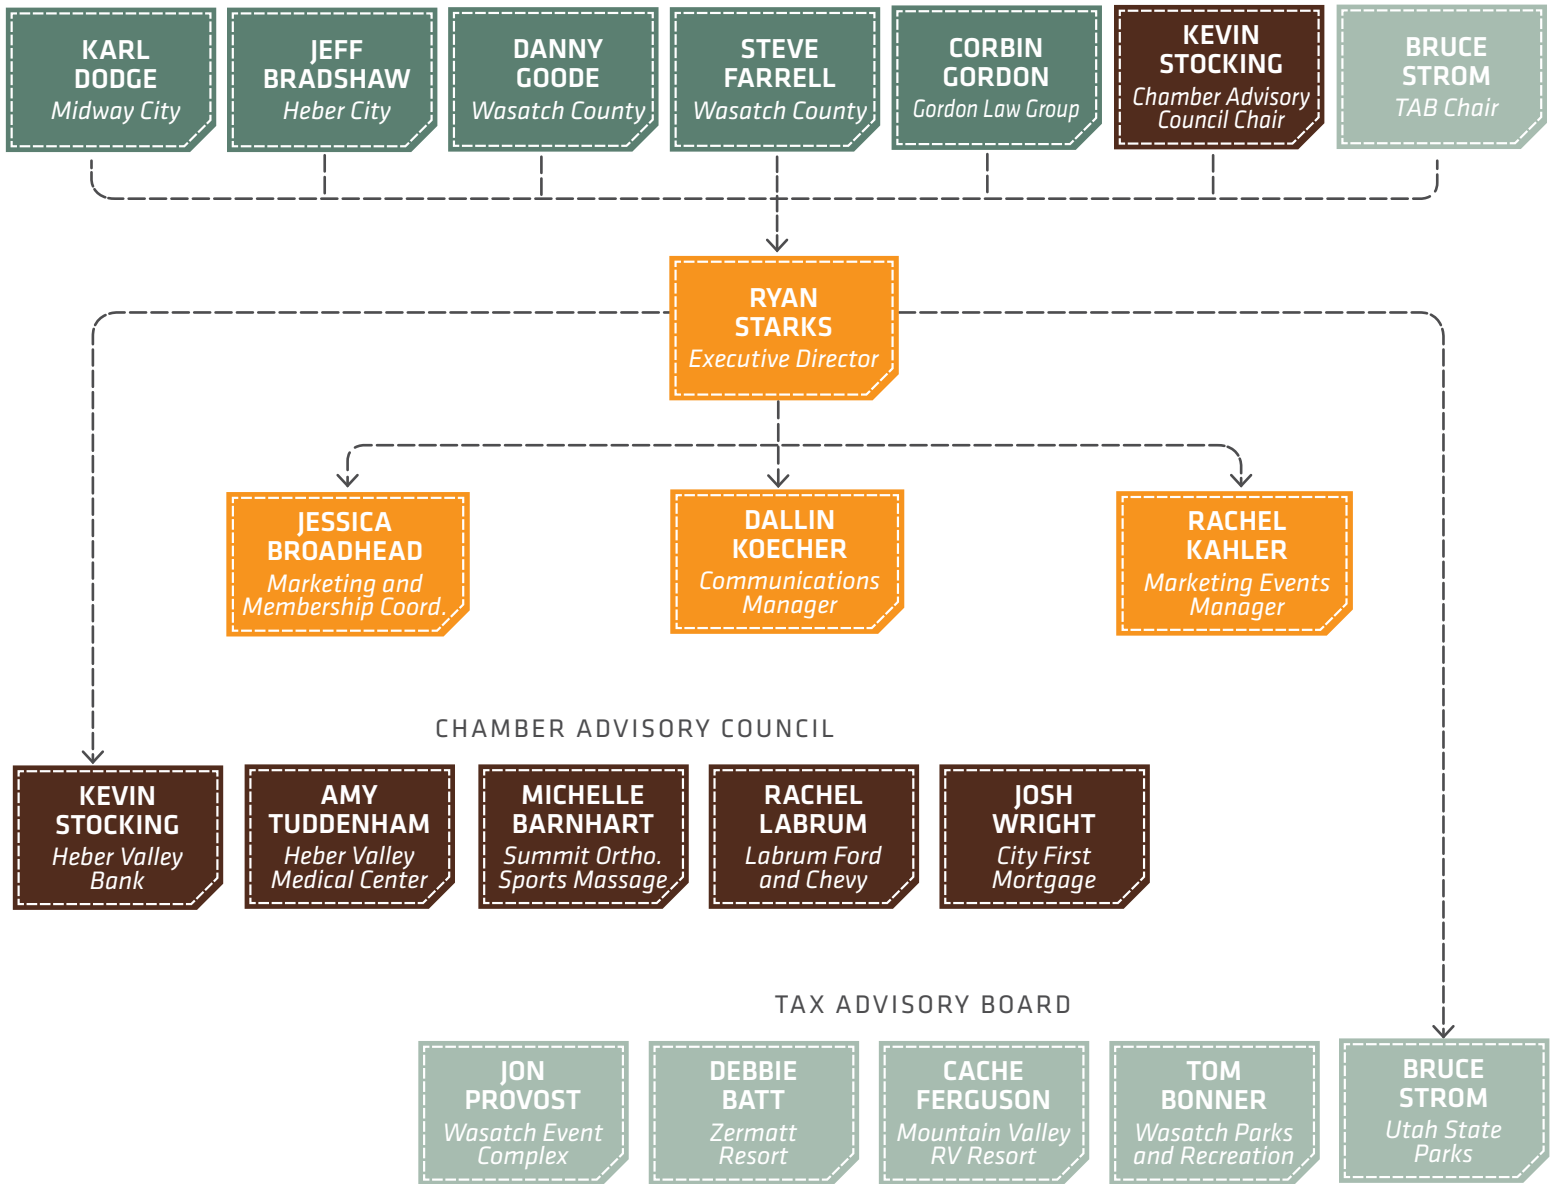 KARL
DODGE
Midway City
JEFF
BRADSHAW
Heber City
DANNY
GOODE
Wasatch County
STEVE
FARRELL
Wasatch County
CORBIN
GORDON
Gordon Law Group
KEVIN
STOCKING
Chamber Advisory
Council Chair
BRUCE
STROM
TAB Chair
RYAN
STARKS
Executive Director
JESSICA
BROADHEAD
Marketing and
Membership Coord.
DALLIN
KOECHER
Communications
Manager
RACHEL
KAHLER
Marketing Events
Manager
CHAMBER ADVISORY COUNCIL
KEVIN
STOCKING
Heber Valley
Bank
AMY
TUDDENHAM
Heber Valley
Medical Center
MICHELLE
BARNHART
Summit Ortho.
Sports Massage
RACHEL
LABRUM
Labrum Ford
and Chevy
JOSH
WRIGHT
City First
Mortgage
TAX ADVISORY BOARD
JON
PROVOST
Wasatch Event
Complex
DEBBIE
BATT
Zermatt
Resort
CACHE
FERGUSON
Mountain Valley
RV Resort
TOM
BONNER
Wasatch Parks
and Recreation
BRUCE
STROM
Utah State
Parks